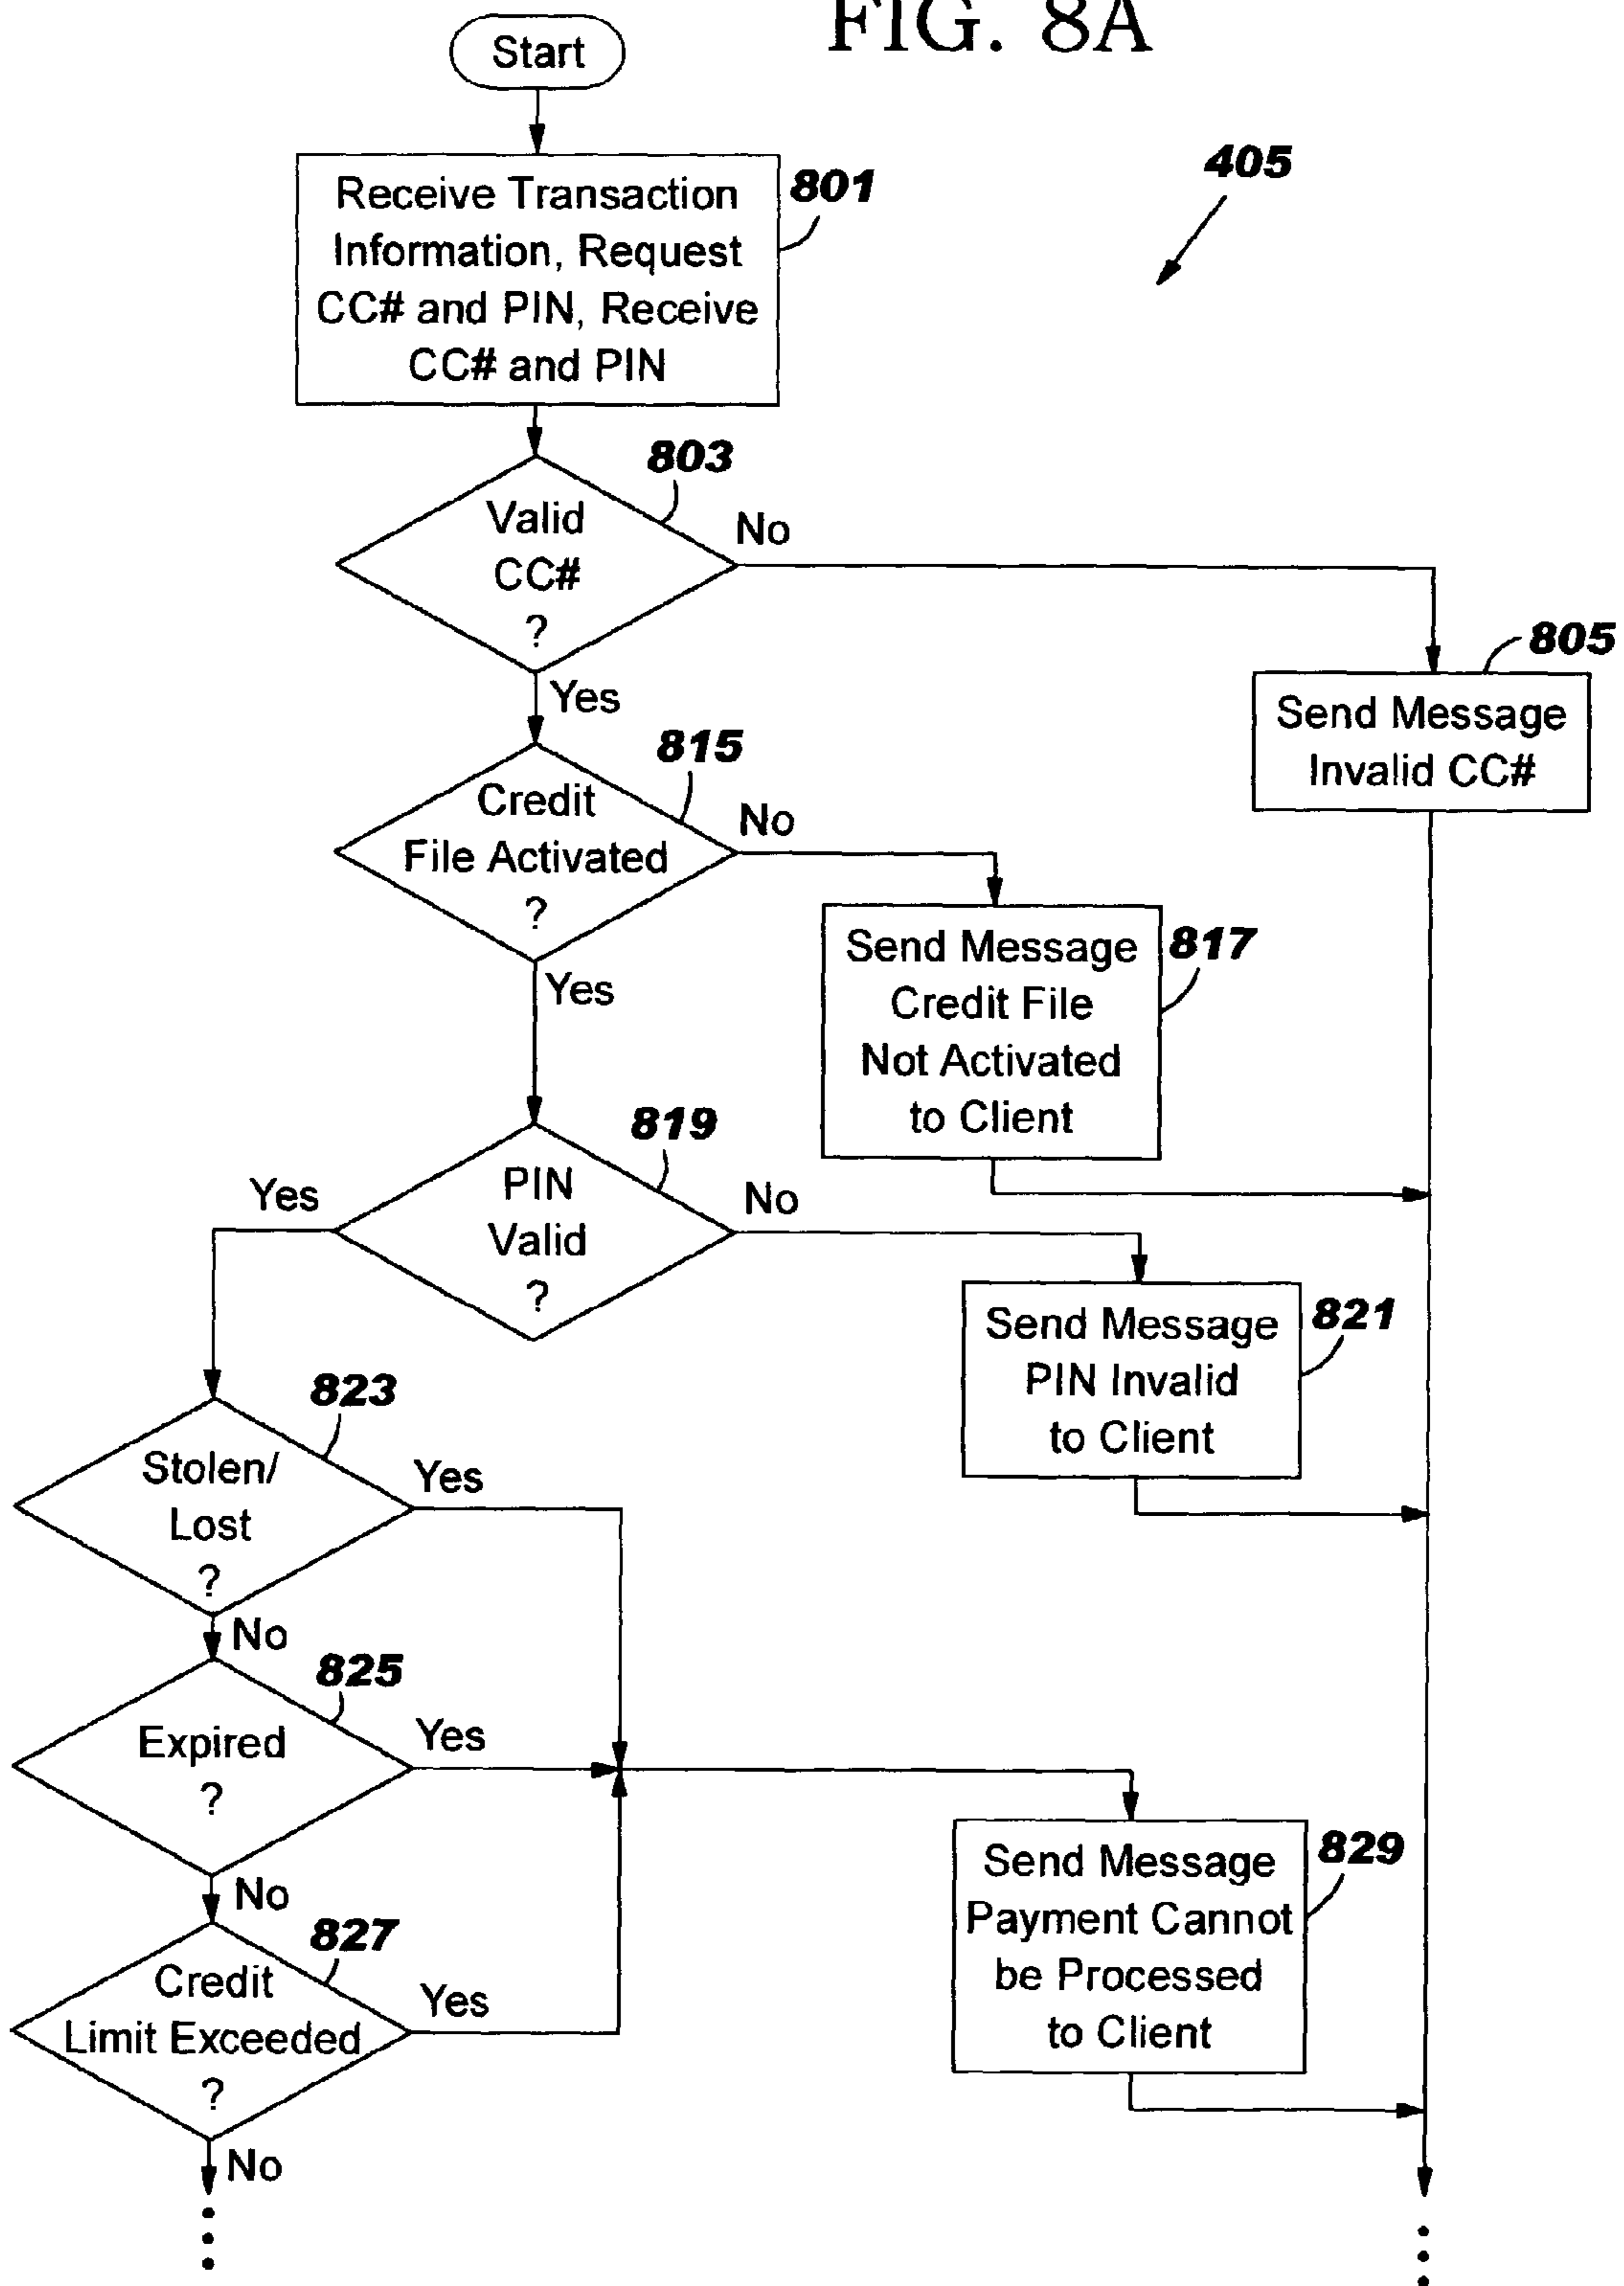 FIG. 8A
Start
Receive Transaction
Information, Request
CC# and PIN, Receive
CC# and PIN
801
405
803
Valid
CC#
?
No
Yes
805
Send Message
Invalid CC#
815
Credit
File Activated
?
No
Yes
817
Send Message
Credit File
Not Activated
to Client
819
PIN
Valid
?
Yes
No
821
Send Message
PIN Invalid
to Client
823
Stolen/
Lost
?
Yes
No
825
Expired
?
Yes
No
829
Send Message
Payment Cannot
be Processed
to Client
827
Credit
Limit Exceeded
?
Yes
No